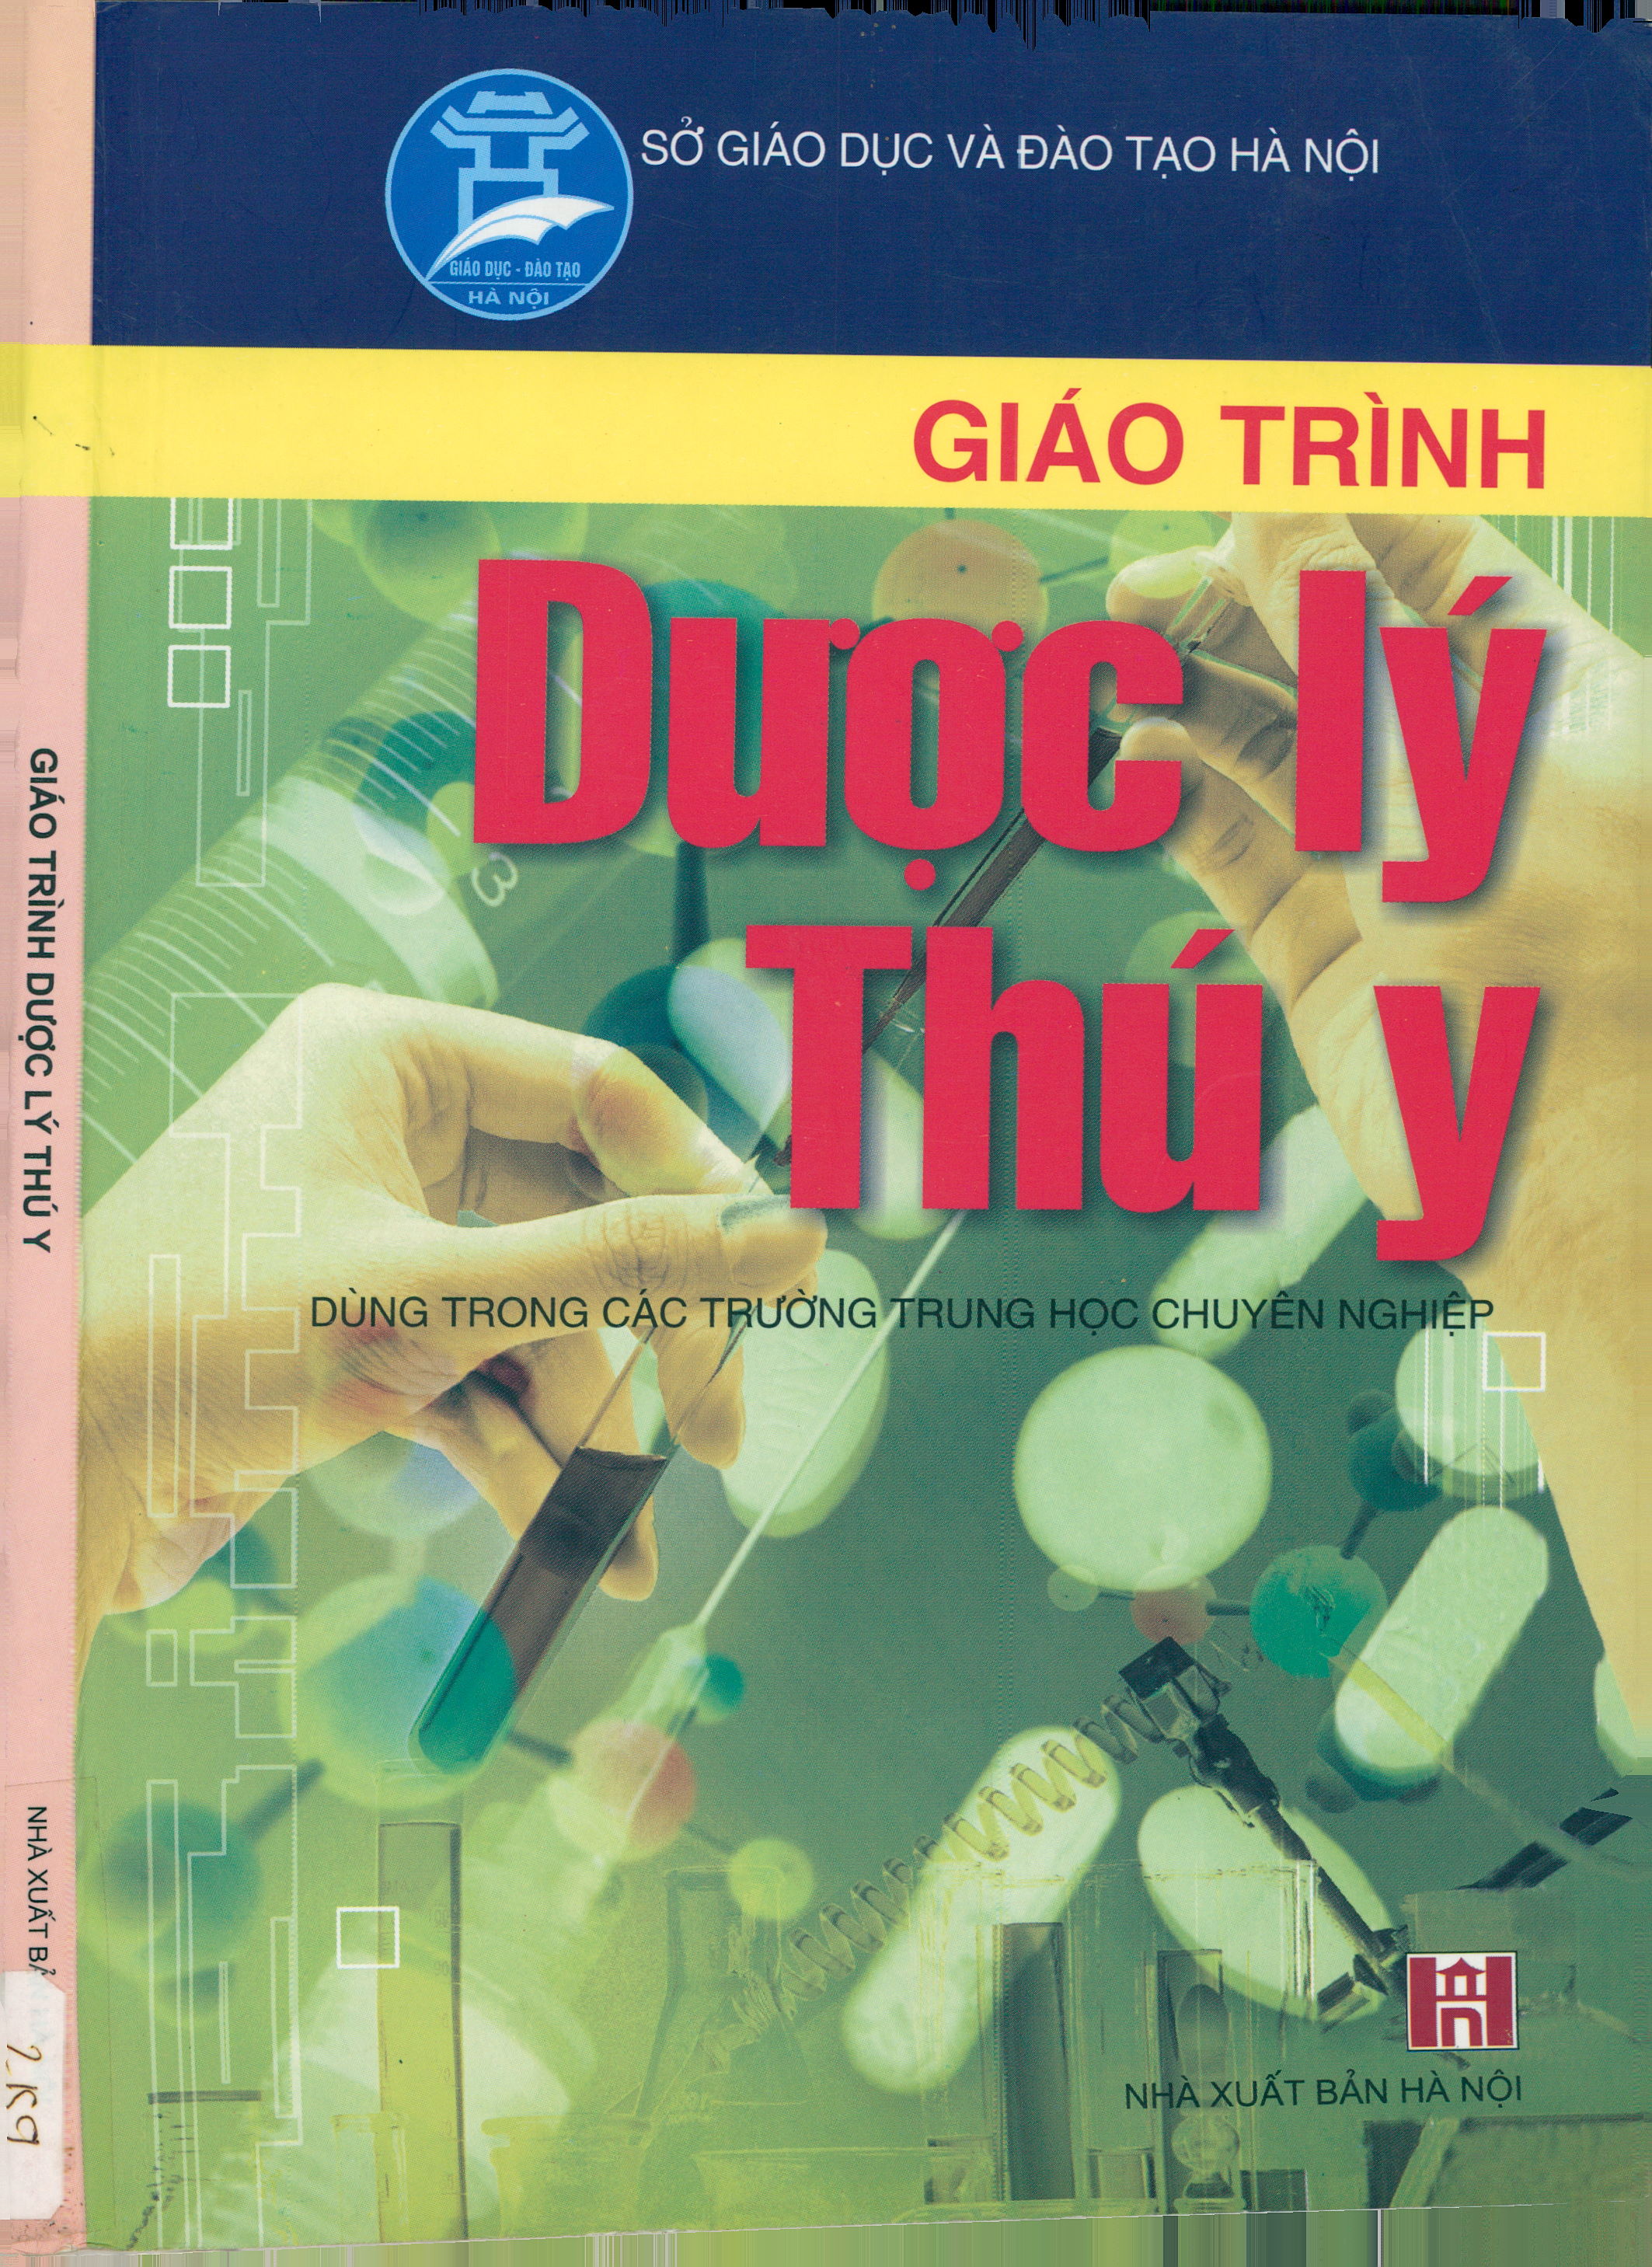 SỞ GIÁO DỤC VÀ ĐÀO TẠO HÀ NỘI
GIÁO DỤC - ĐÀO TẠO
HÀ NỘI
GIÁO TRÌNH
Dược lý
Thú y
DÙNG TRONG CÁC TRƯỜNG TRUNG HỌC CHUYÊN NGHIỆP
NHÀ XUẤT BẢN HÀ NỘI
GIÁO TRÌNH DƯỢC LÝ THÚ Y
NHÀ XUẤT BẢ
3